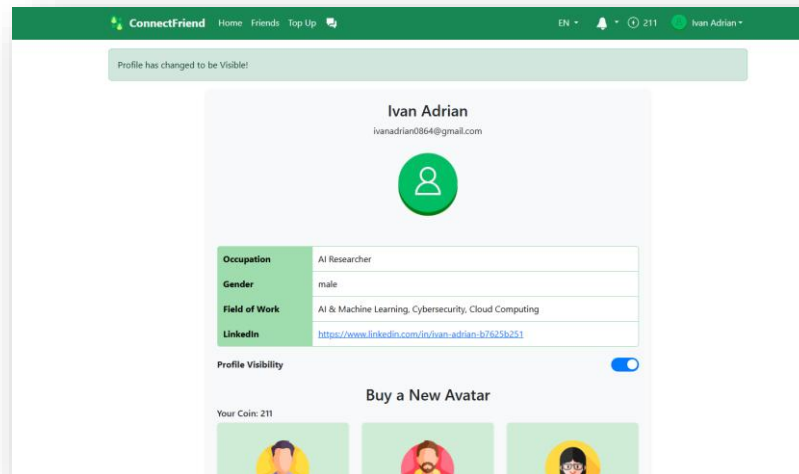 ConnectFriend Home Friends Top Up EN 211 Ivan Adrian
Profile has changed to be Visible!
Ivan Adrian
ivanadrian0864@gmail.com
Occupation AI Researcher
Gender male
Field of Work AI & Machine Learning, Cybersecurity, Cloud Computing
LinkedIn https://www.linkedin.com/in/ivan-adrian-b7625b251
Profile Visibility
Buy a New Avatar
Your Coin: 211